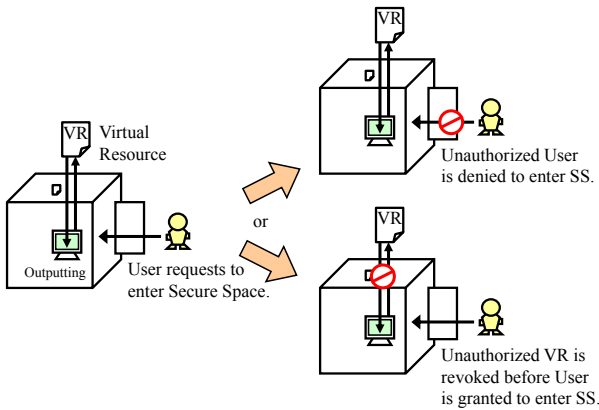 VR
Virtual
Resource
Outputting
User requests to
enter Secure Space.
or
VR
Unauthorized User
is denied to enter SS.
VR
Unauthorized VR is
revoked before User
is granted to enter SS.